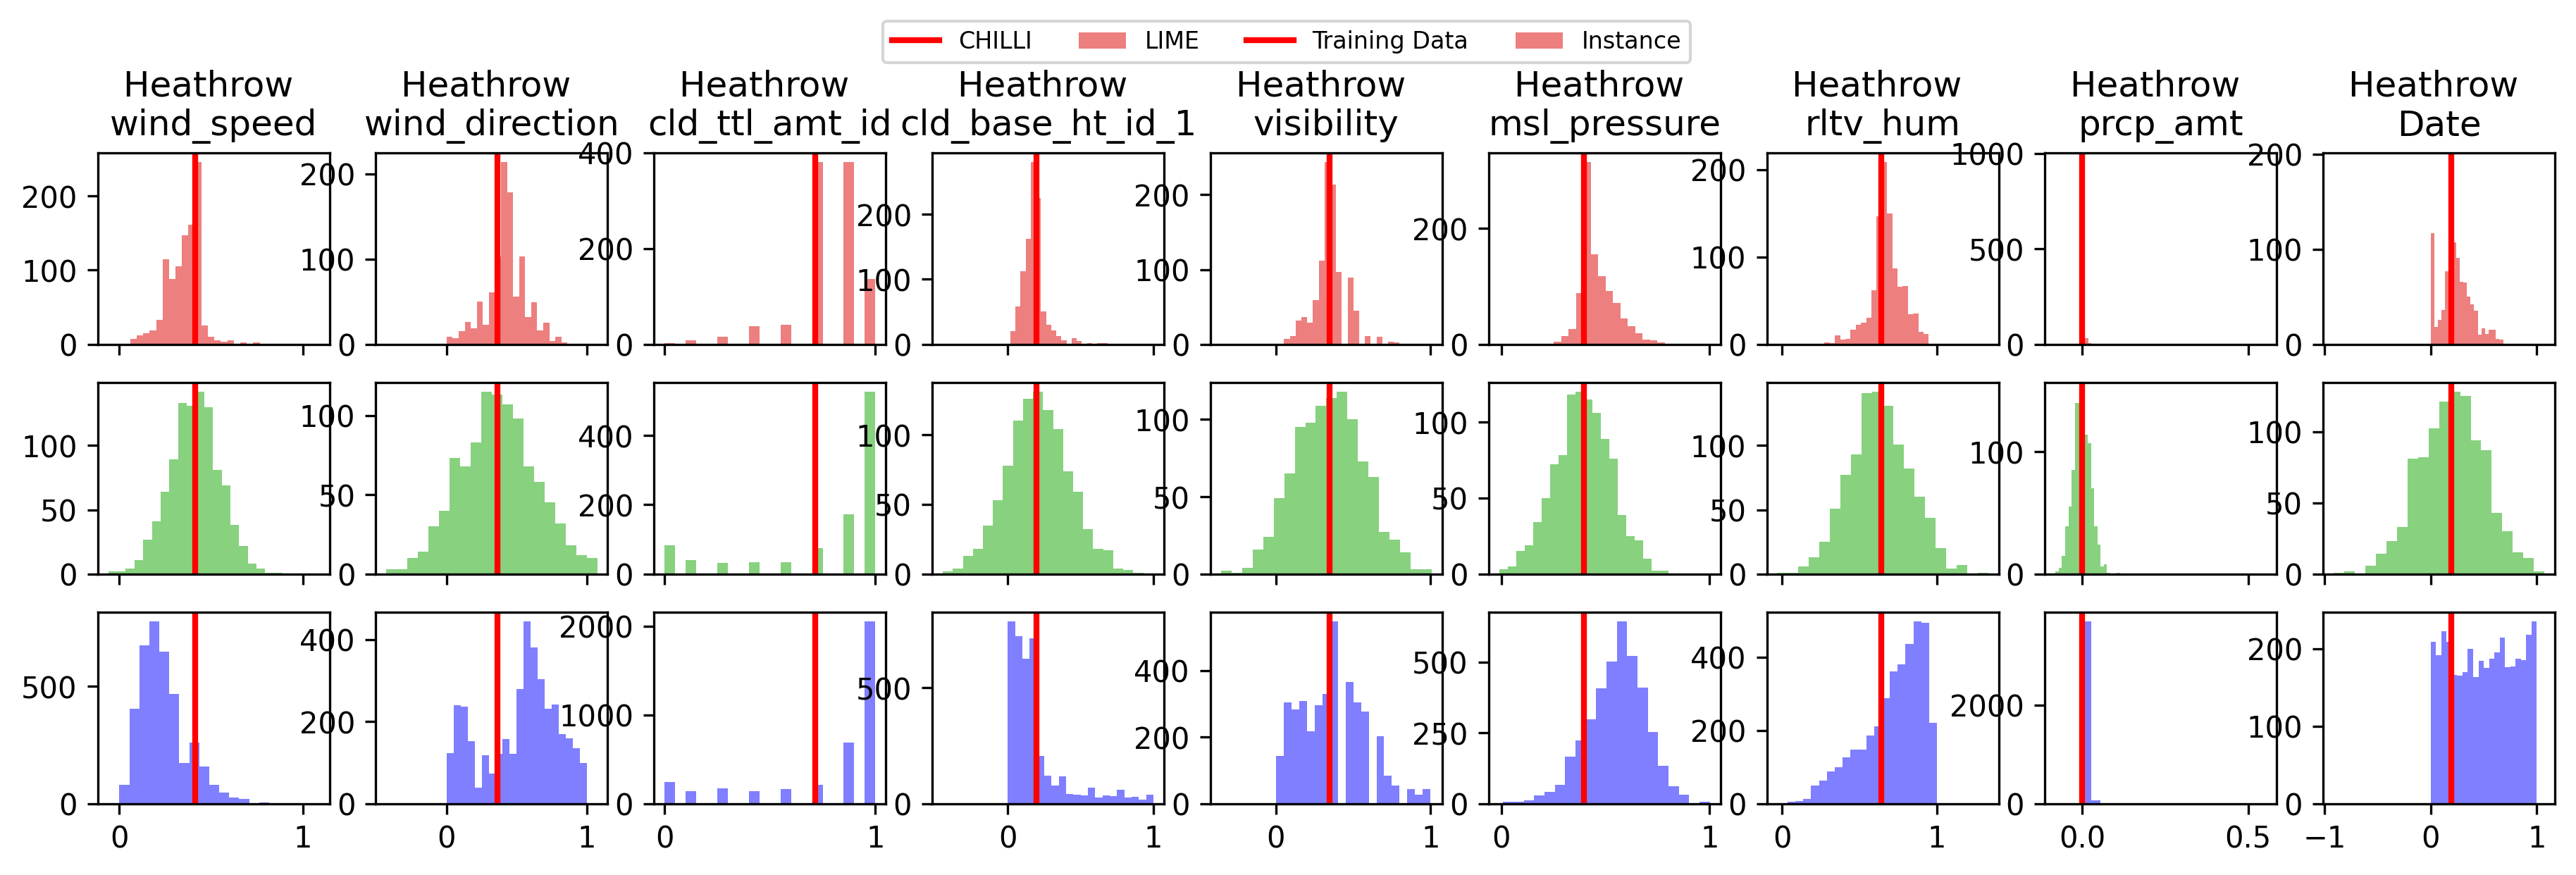 CHILLI LIME Training Data Instance
Heathrow Heathrow Heathrow Heathrow Heathrow Heathrow Heathrow Heathrow Heathrow
wind_speed wind_direction cld_ttl_amt_id cld_base_ht_id_1 visibility msl_pressure rltv_hum prcp_amt Date
200 200 400 200 200 200 200 1000 200
100 100 200 100 100 100 500 100
0 0 0 0 0 0 0 0 0
100 100 400 100 100 100 100 100 100
50 50 200 50 50 50 50 50
0 0 0 0 0 0 0 0 0
500 400 2000 500 400 500 400 2000 200
200 1000 200 250 200 100
0 0 0 0 0 0 0 0 0
0 1 0 1 0 1 0 1 0 1 0 1 0 1 0.0 0.5 −1 0 1